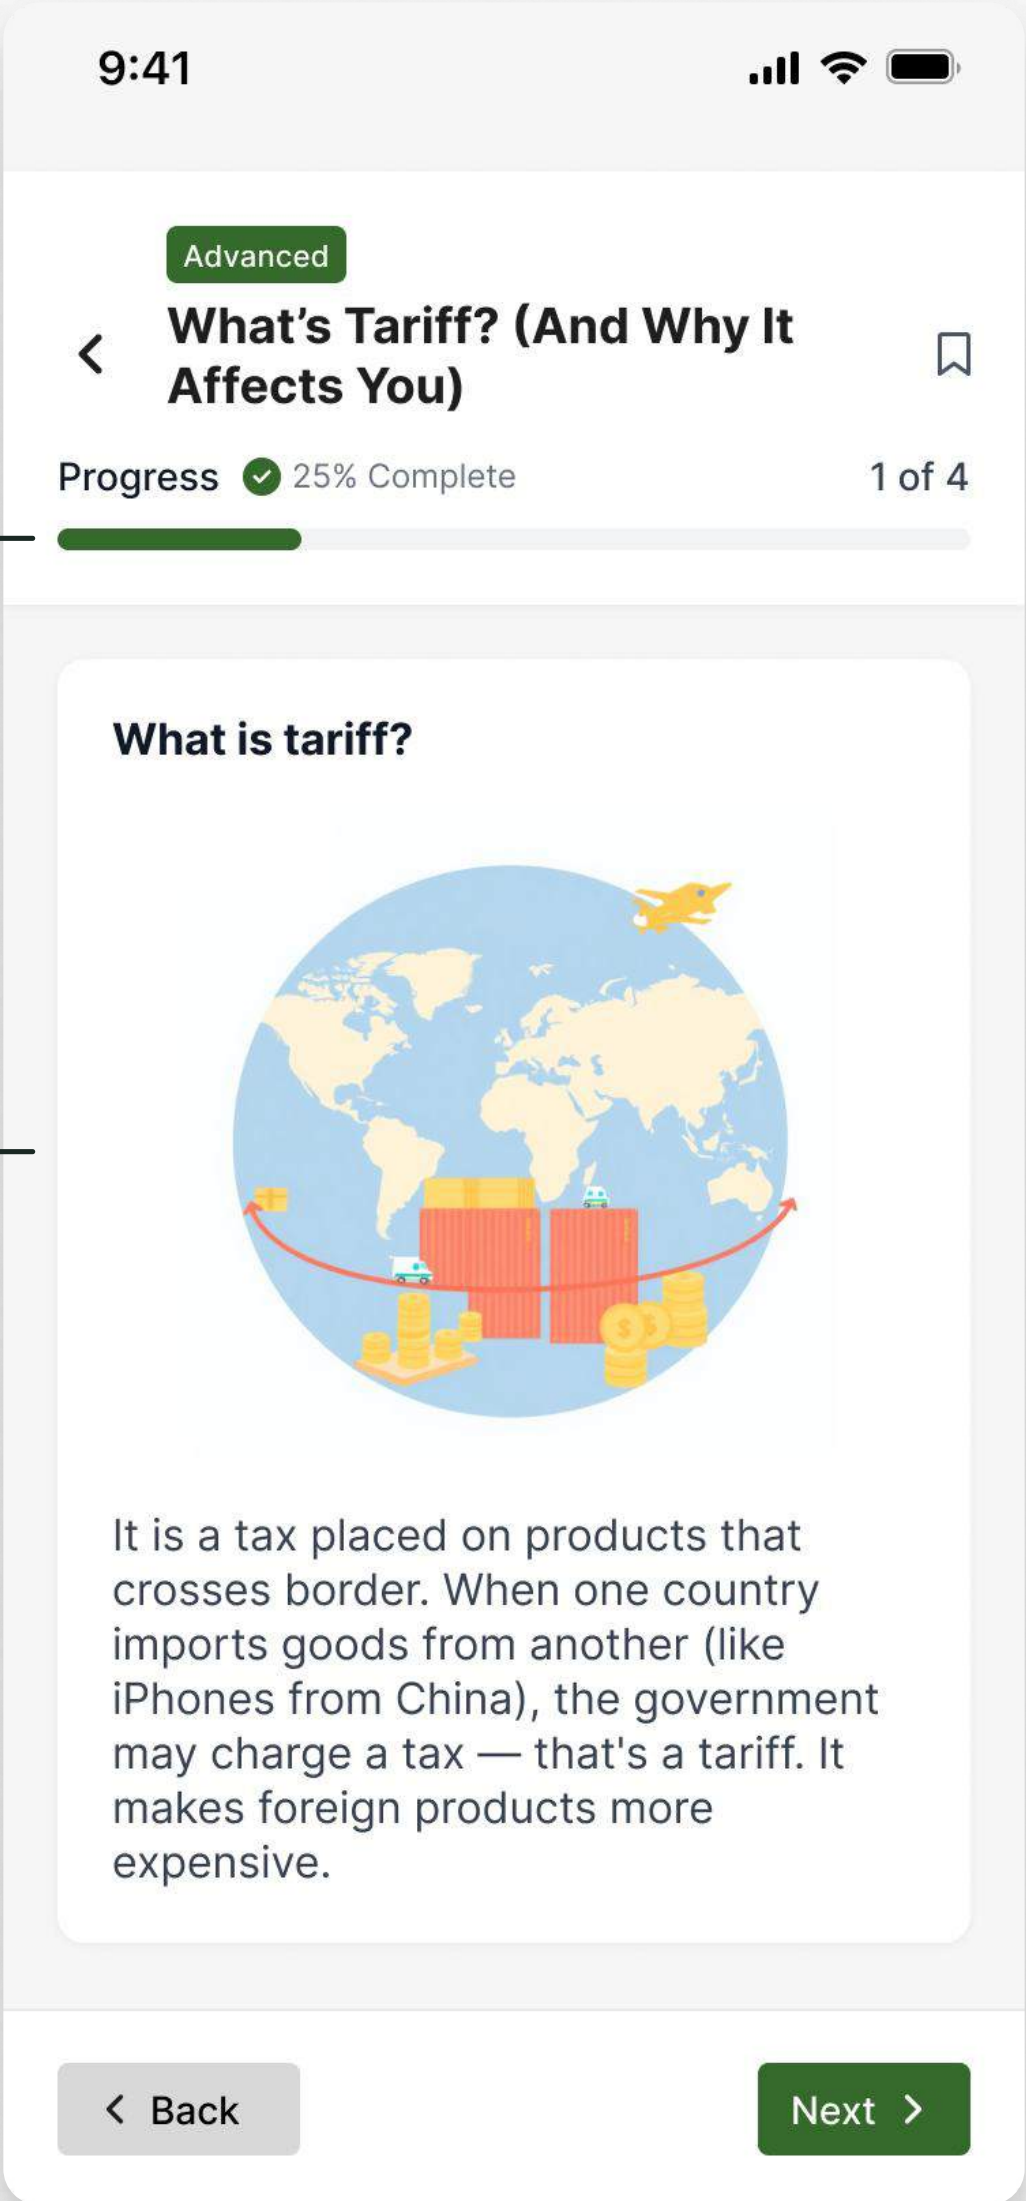 9:41
Advanced
What’s Tariff? (And Why It
Affects You)
Progress 25% Complete 1 of 4
What is tariff?
It is a tax placed on products that
crosses border. When one country
imports goods from another (like
iPhones from China), the government
may charge a tax — that's a tariff. It
makes foreign products more
expensive.
Back Next